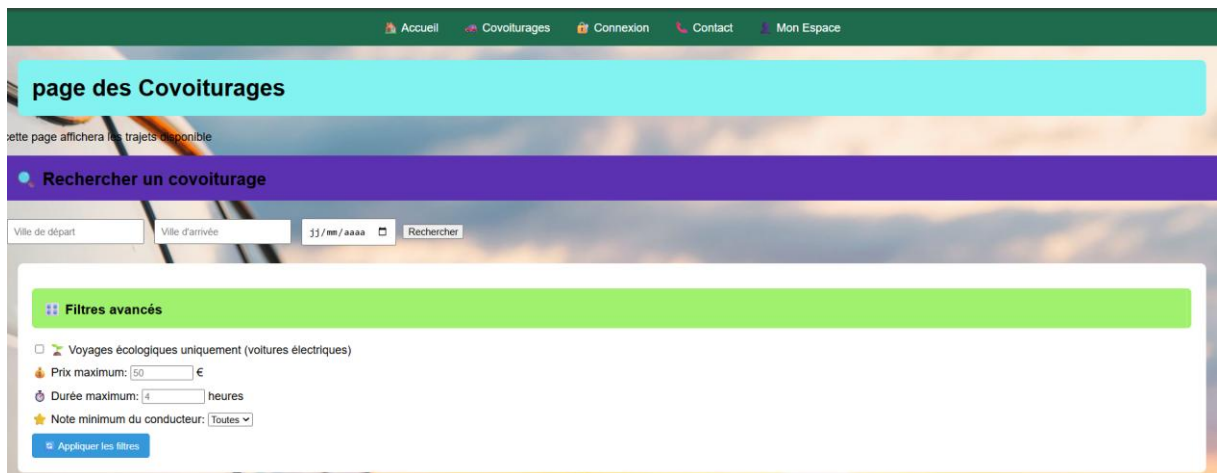 Accueil Covoiturages Connexion Contact Mon Espace
page des Covoiturages
cette page affichera les trajets disponible
Rechercher un covoiturage
Ville de départ Ville d'arrivée jj/mm/aaaa Rechercher
Filtres avancés
Voyages écologiques uniquement (voitures électriques)
Prix maximum: 50 €
Durée maximum: 4 heures
Note minimum du conducteur: Toutes
Appliquer les filtres